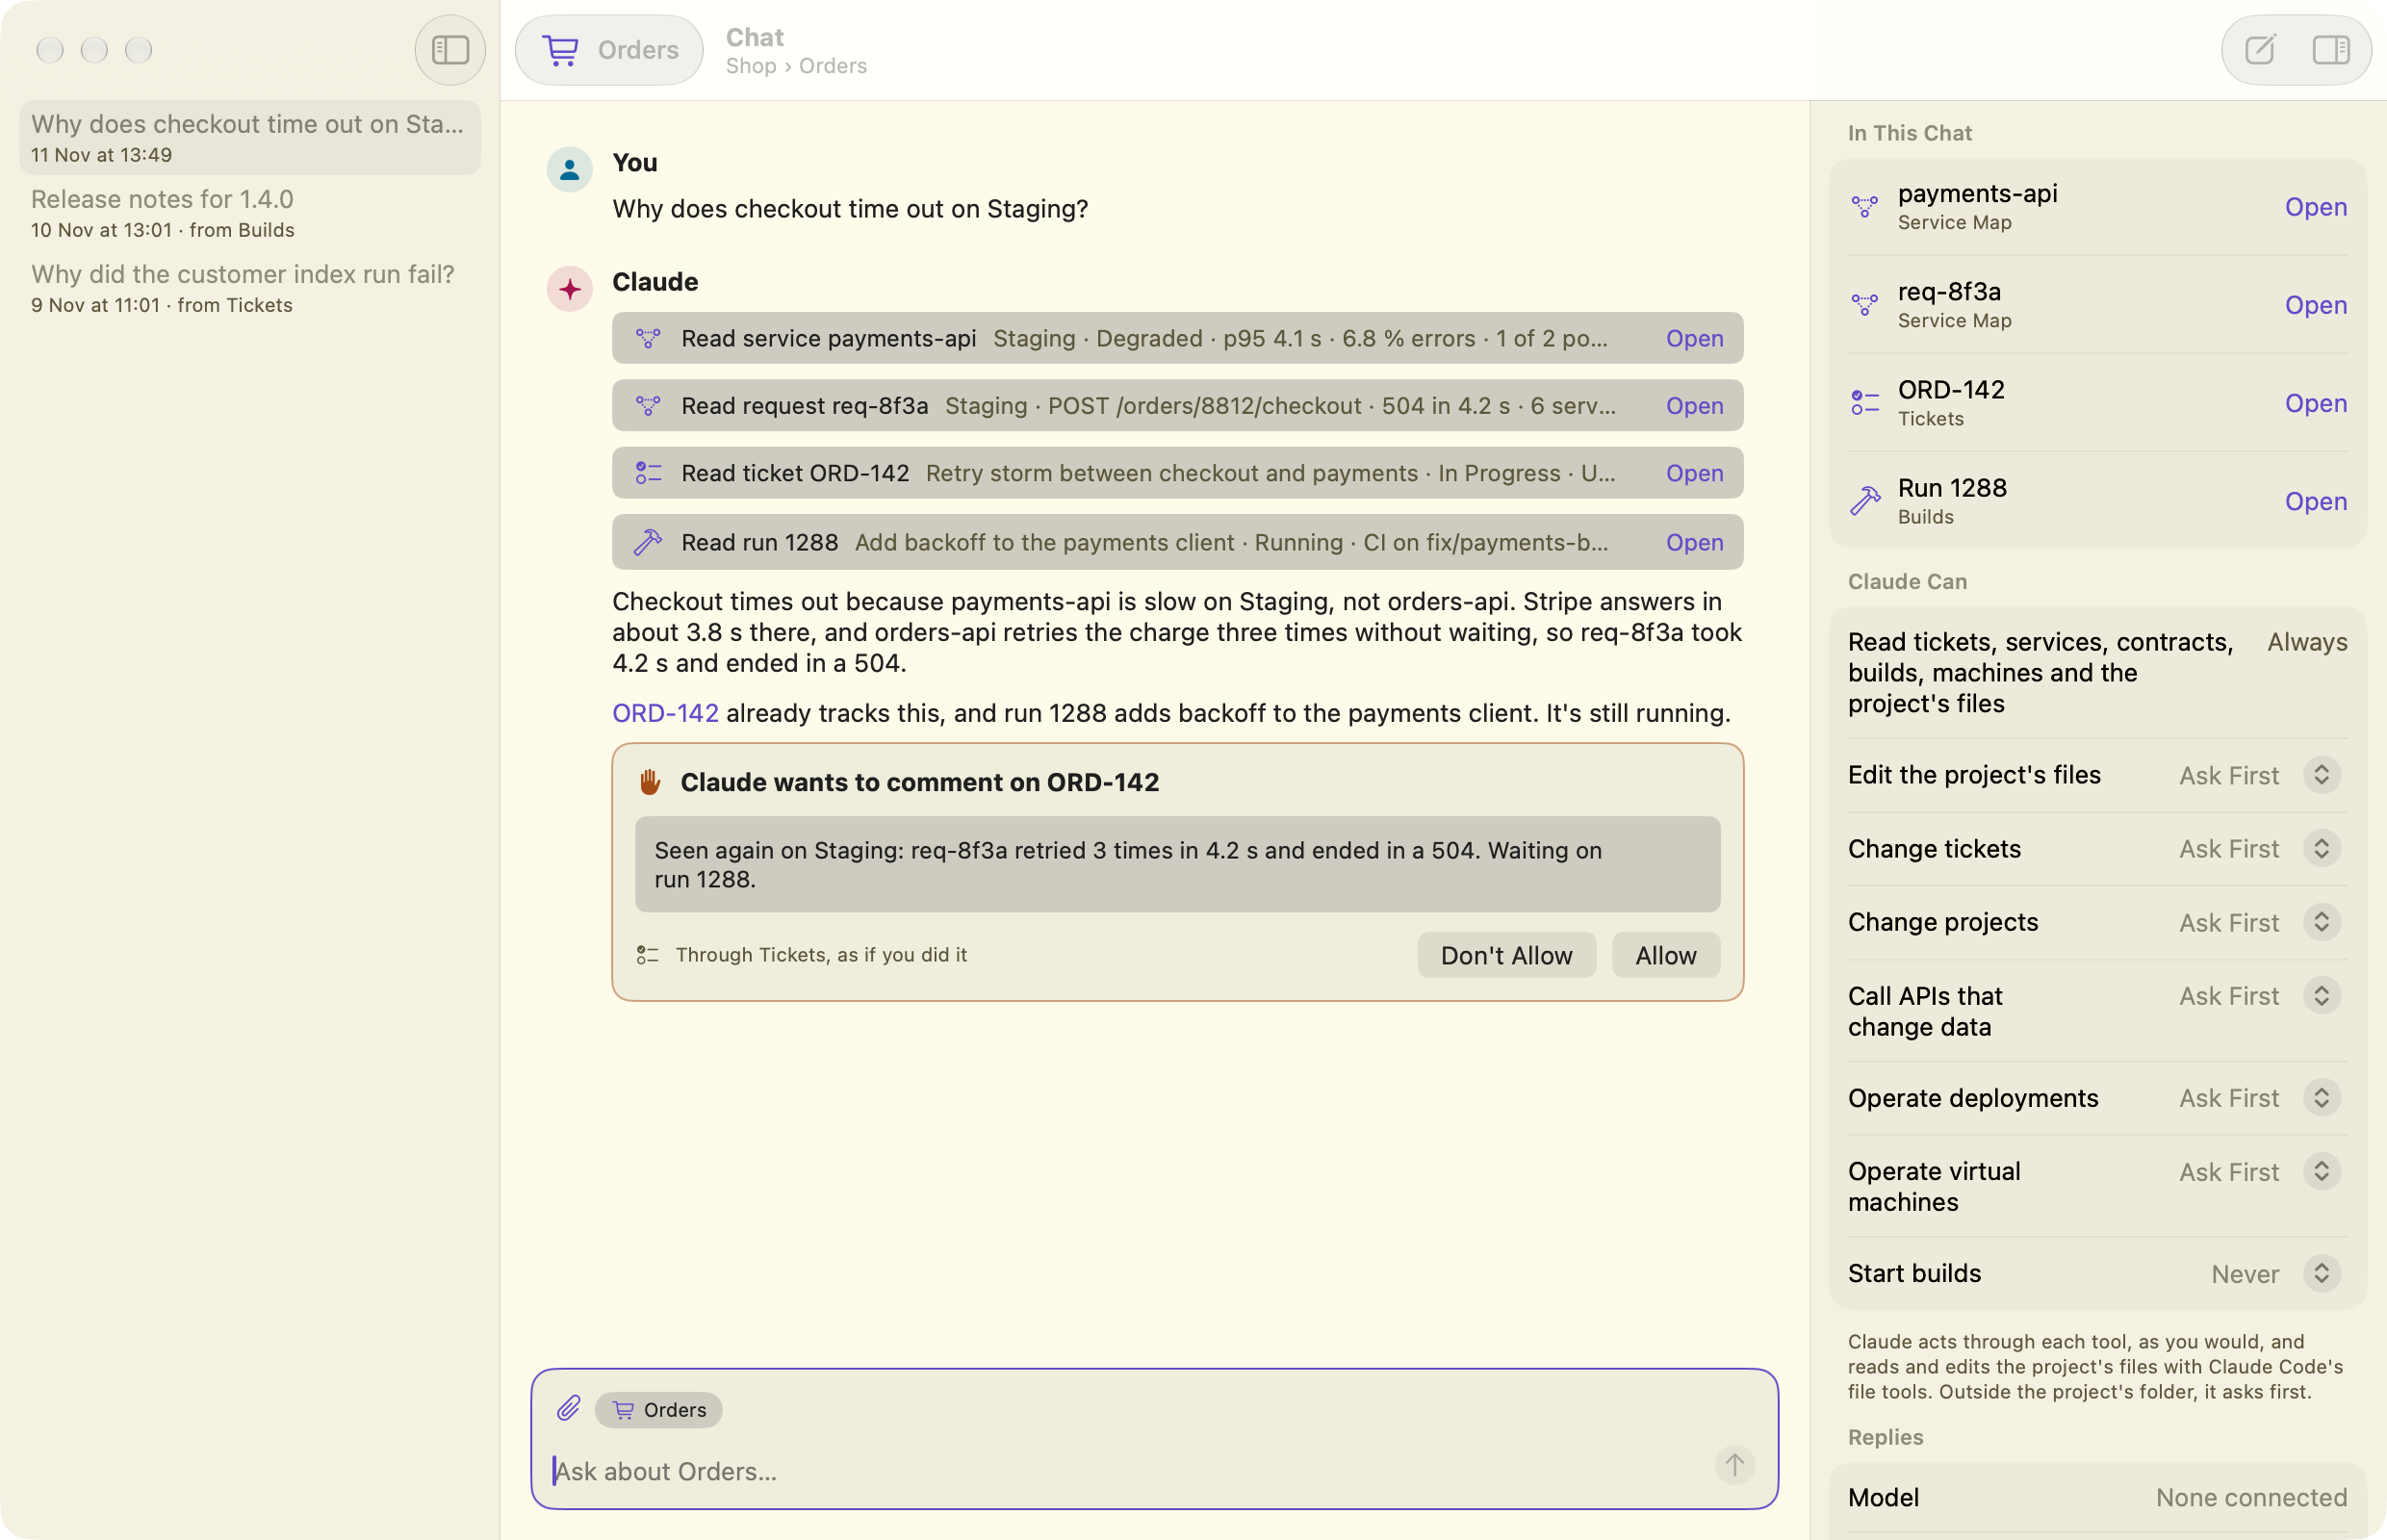 Orders
Chat
Shop › Orders
Why does checkout time out on Sta...
11 Nov at 13:49
Release notes for 1.4.0
10 Nov at 13:01 · from Builds
Why did the customer index run fail?
9 Nov at 11:01 · from Tickets
You
Why does checkout time out on Staging?
Claude
Read service payments-api Staging · Degraded · p95 4.1 s · 6.8 % errors · 1 of 2 po... Open
Read request req-8f3a Staging · POST /orders/8812/checkout · 504 in 4.2 s · 6 serv... Open
Read ticket ORD-142 Retry storm between checkout and payments · In Progress · U... Open
Read run 1288 Add backoff to the payments client · Running · CI on fix/payments-b... Open
Checkout times out because payments-api is slow on Staging, not orders-api. Stripe answers in
about 3.8 s there, and orders-api retries the charge three times without waiting, so req-8f3a took
4.2 s and ended in a 504.
ORD-142 already tracks this, and run 1288 adds backoff to the payments client. It's still running.
Claude wants to comment on ORD-142
Seen again on Staging: req-8f3a retried 3 times in 4.2 s and ended in a 504. Waiting on
run 1288.
Through Tickets, as if you did it
Don't Allow
Allow
Orders
Ask about Orders...
In This Chat
payments-api
Service Map
Open
req-8f3a
Service Map
Open
ORD-142
Tickets
Open
Run 1288
Builds
Open
Claude Can
Read tickets, services, contracts, Always
builds, machines and the
project's files
Edit the project's files Ask First
Change tickets Ask First
Change projects Ask First
Call APIs that Ask First
change data
Operate deployments Ask First
Operate virtual Ask First
machines
Start builds Never
Claude acts through each tool, as you would, and
reads and edits the project's files with Claude Code's
file tools. Outside the project's folder, it asks first.
Replies
Model None connected